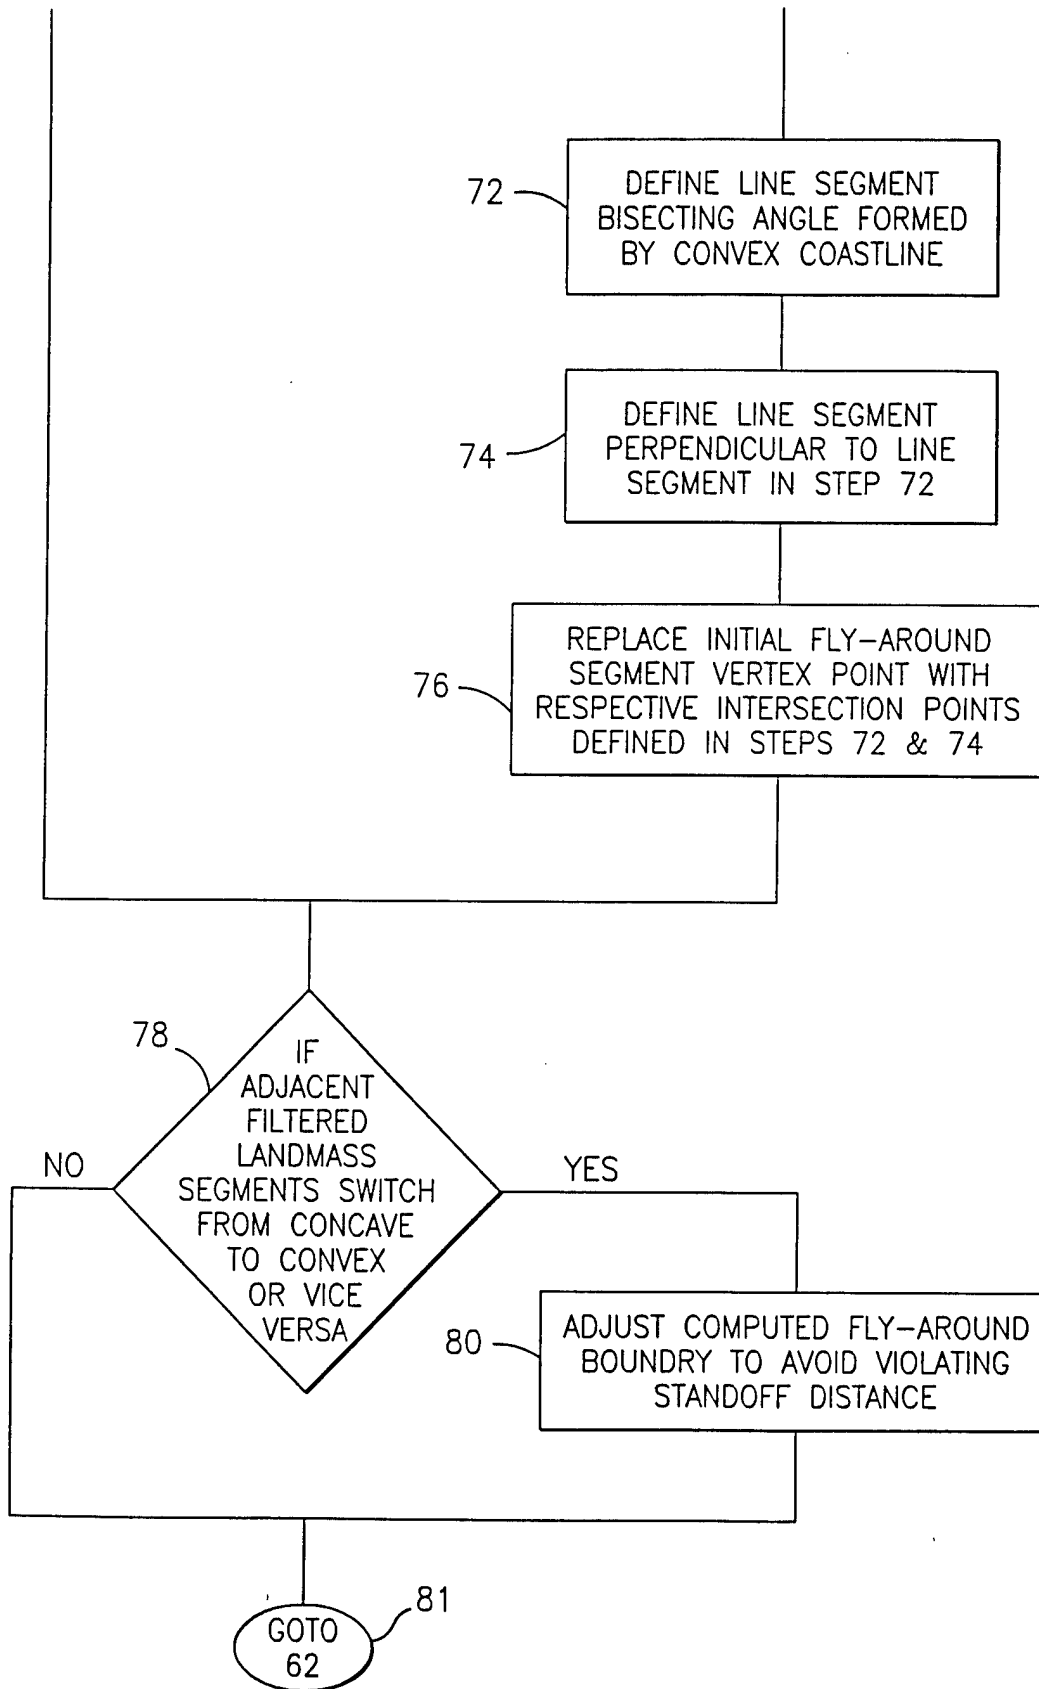 72
DEFINE LINE SEGMENT
BISECTING ANGLE FORMED
BY CONVEX COASTLINE
74
DEFINE LINE SEGMENT
PERPENDICULAR TO LINE
SEGMENT IN STEP 72
76
REPLACE INITIAL FLY-AROUND
SEGMENT VERTEX POINT WITH
RESPECTIVE INTERSECTION POINTS
DEFINED IN STEPS 72 & 74
78
IF
ADJACENT
FILTERED
LANDMASS
SEGMENTS SWITCH
FROM CONCAVE
TO CONVEX
OR VICE
VERSA
NO
YES
80
ADJUST COMPUTED FLY-AROUND
BOUNDRY TO AVOID VIOLATING
STANDOFF DISTANCE
81
GOTO
62